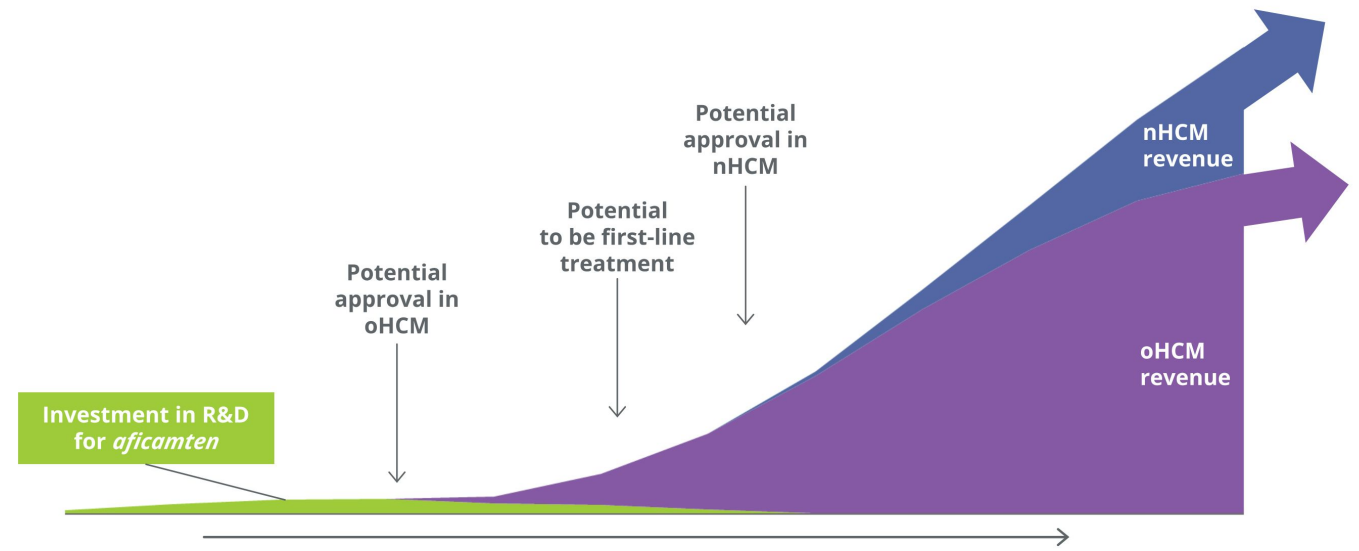 Investment in R&D
for aficamten
Potential
approval in
oHCM
Potential
to be first-line
treatment
Potential
approval in
nHCM
nHCM
revenue
oHCM
revenue